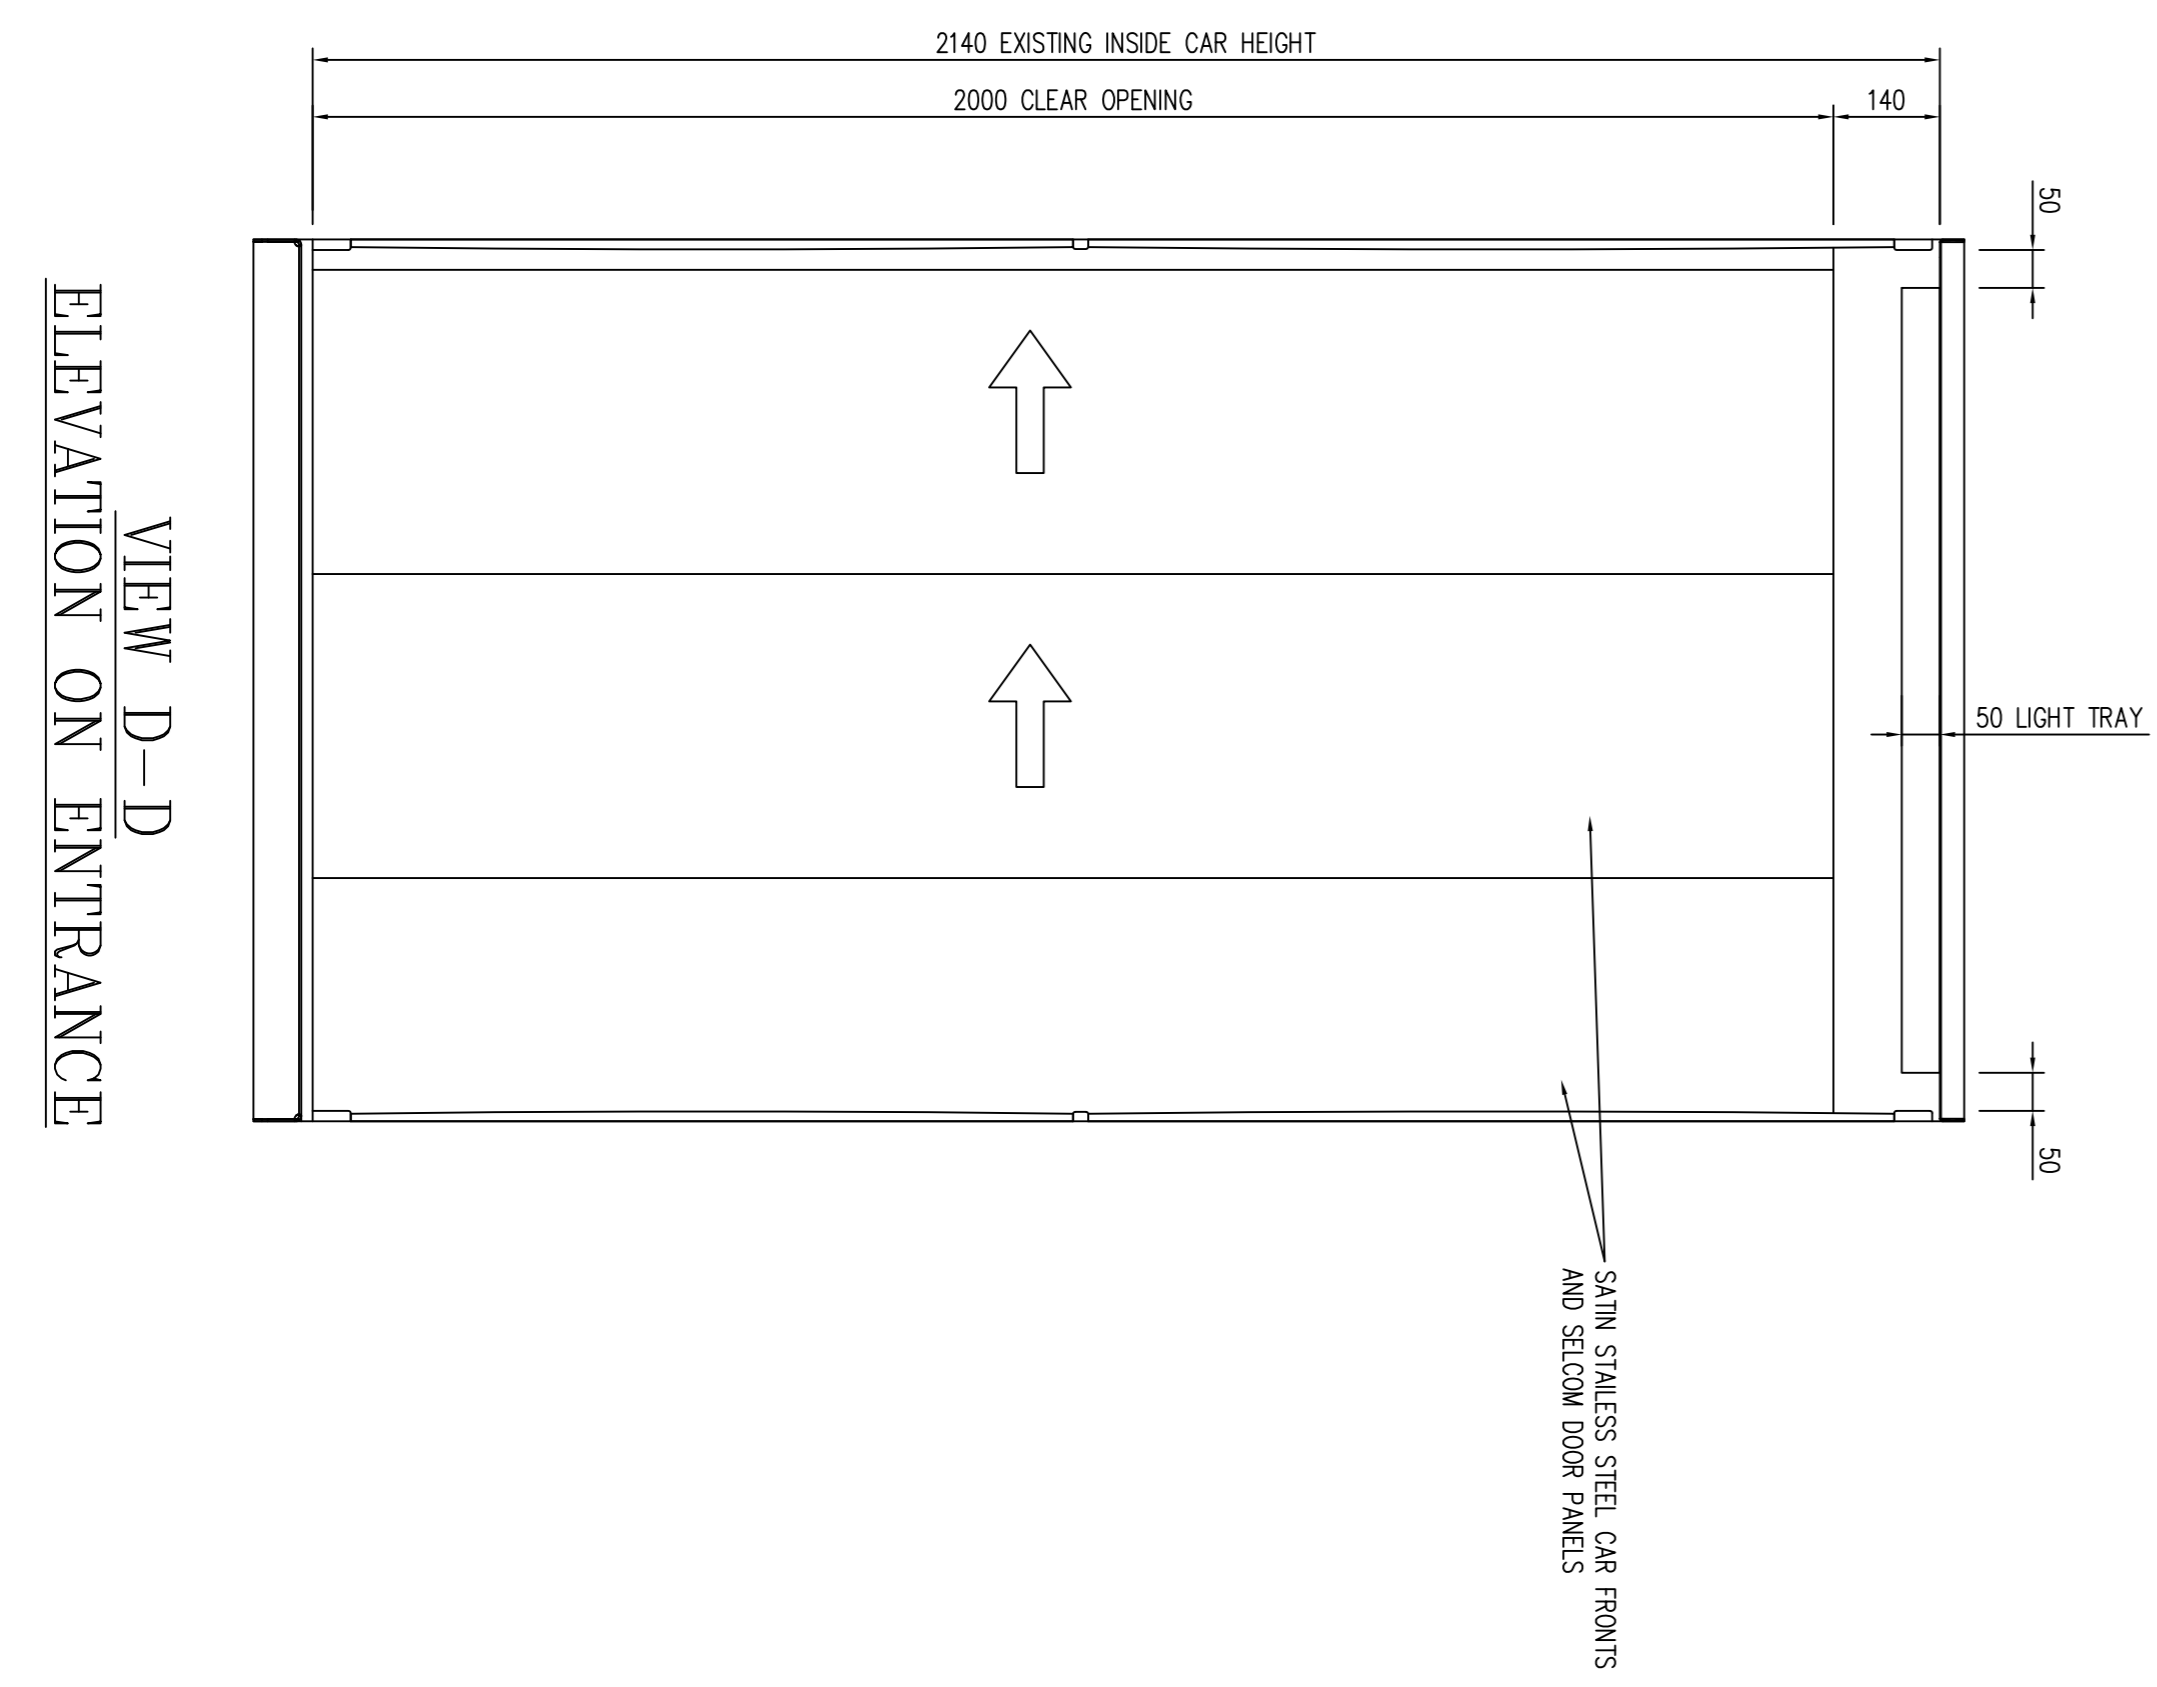 2140 EXISTING INSIDE CAR HEIGHT
2000 CLEAR OPENING
140
50
50 LIGHT TRAY
50
SATIN STAILESS STEEL CAR FRONTS
AND SELCOM DOOR PANELS
VIEW D-D
ELEVATION ON ENTRANCE